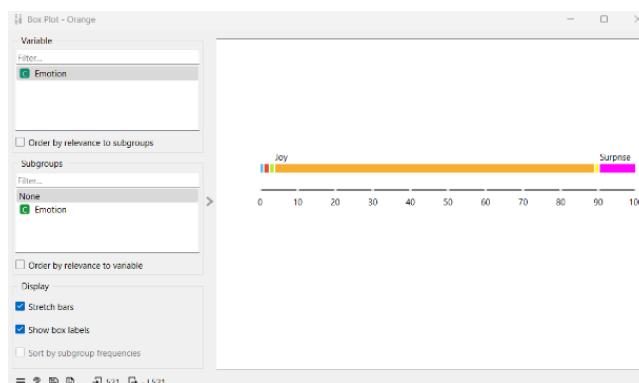 Box Plot - Orange
Variable
Filter...
C Emotion
Order by relevance to subgroups
Subgroups
Filter...
None
C Emotion
Order by relevance to variable
Display
Stretch bars
Show box labels
Sort by subgroup frequencies
Joy Surprise
0 10 20 30 40 50 60 70 80 90